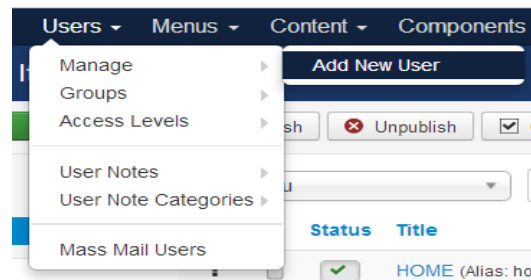 Users Menus Content Components
Manage
Add New User
Groups
Access Levels
Unpublish
User Notes
User Note Categories
Status Title
Mass Mail Users
HOME (Alias: ho